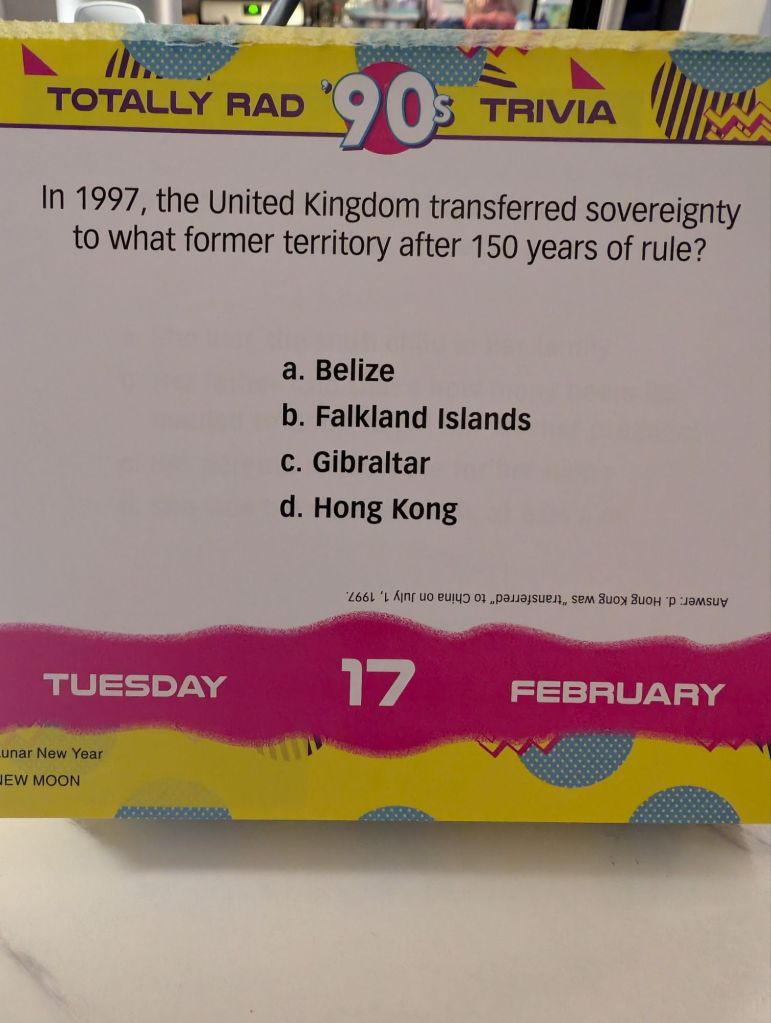 TOTALLY RAD '90s TRIVIA
In 1997, the United Kingdom transferred sovereignty
to what former territory after 150 years of rule?
a. Belize
b. Falkland Islands
c. Gibraltar
d. Hong Kong
Answer: d. Hong Kong was "transferred" to China on July 1, 1997.
TUESDAY 17 FEBRUARY
unar New Year
EW MOON